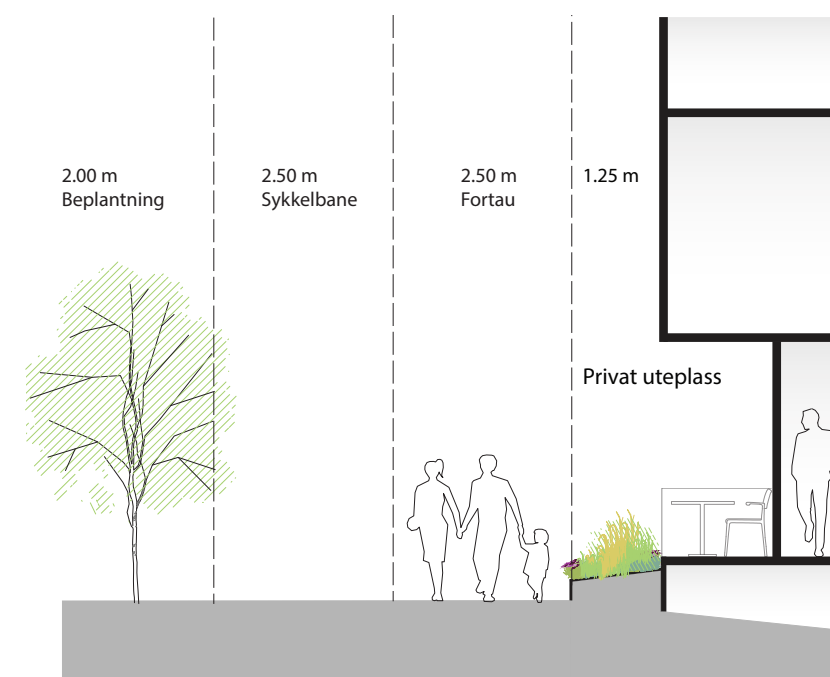 2.00 m
Beplantning
2.50 m
Sykkelbane
2.50 m
Fortau
1.25 m
Privat uteplass